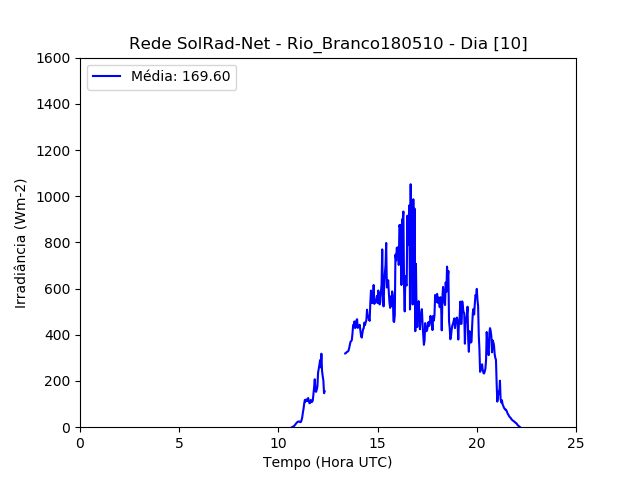 Rede SolRad-Net - Rio_Branco180510 - Dia [10]
Média: 169.60
1600
1400
1200
1000
800
600
400
200
0
Irradiância (Wm-2)
0 5 10 15 20 25
Tempo (Hora UTC)